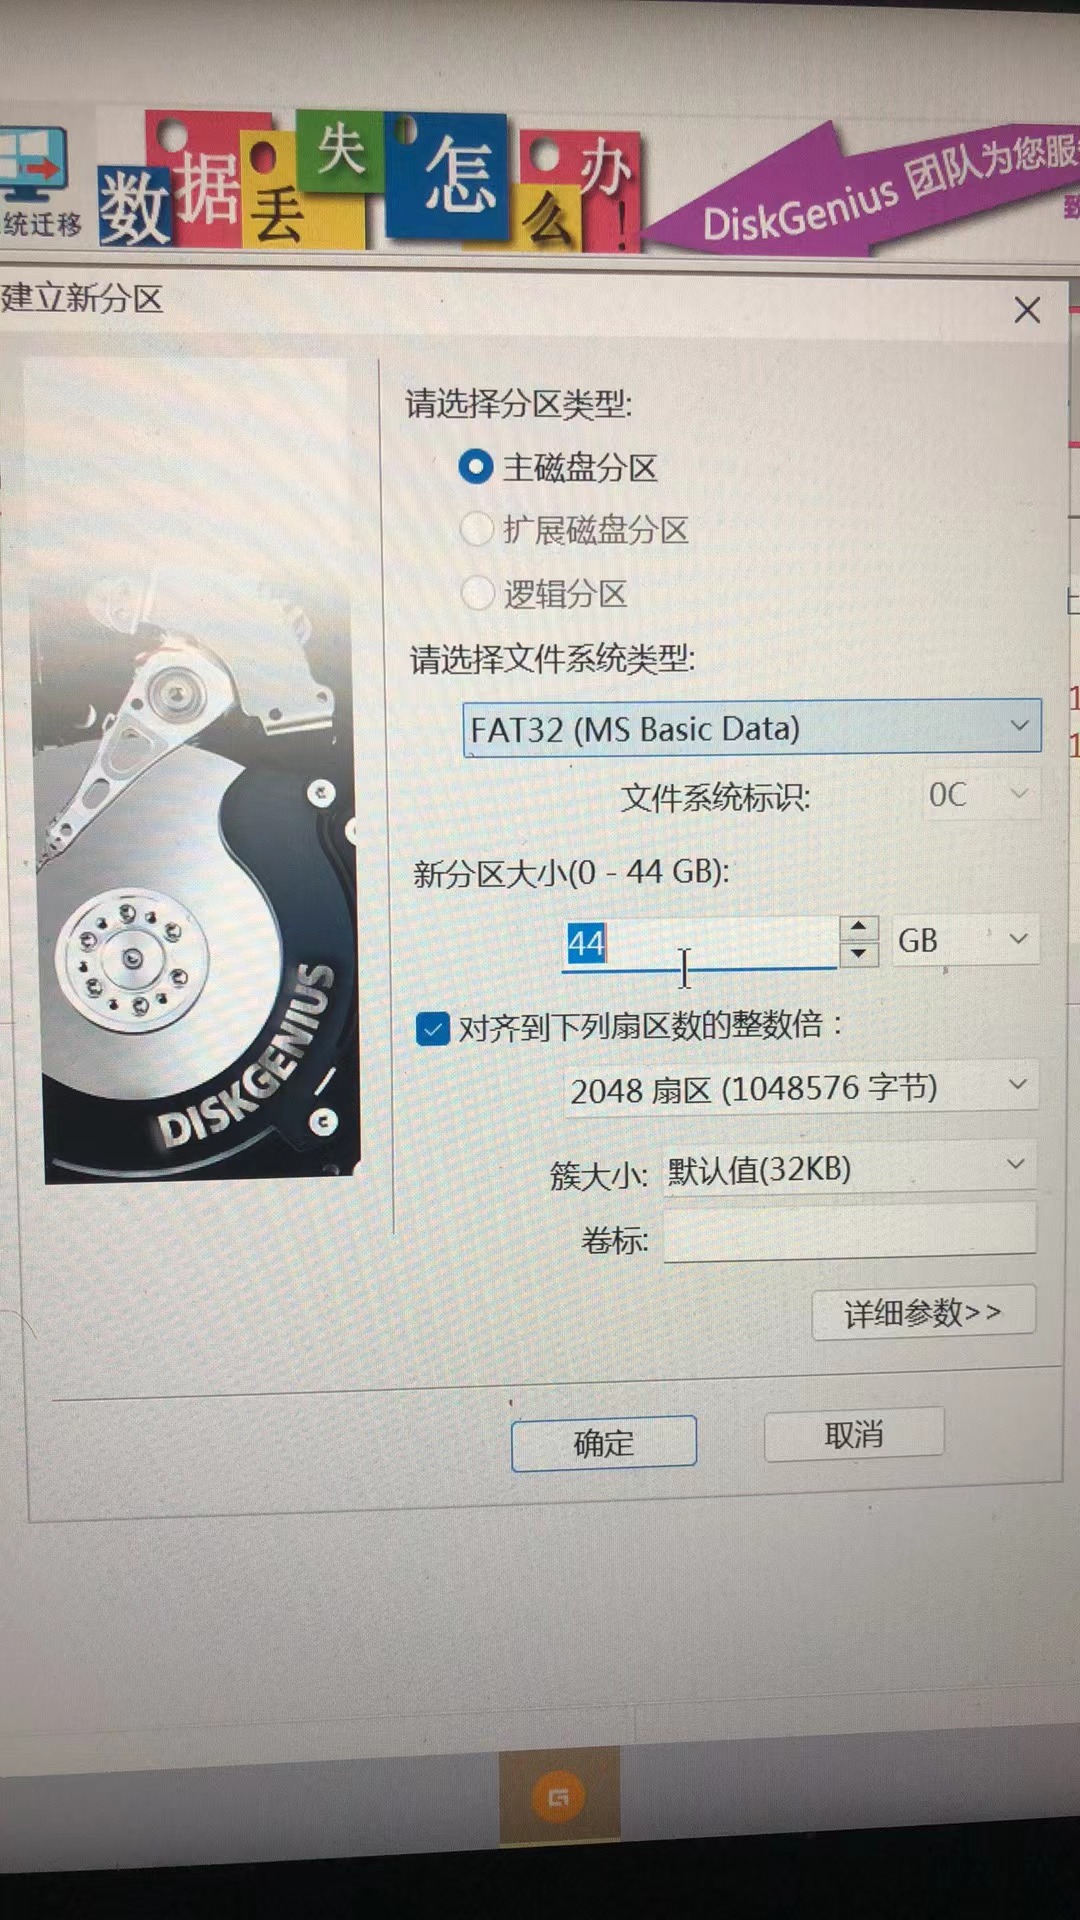 数据丢失怎么办!
DiskGenius 团队为您服
统迁移
建立新分区
请选择分区类型:
主磁盘分区
扩展磁盘分区
逻辑分区
请选择文件系统类型:
FAT32 (MS Basic Data)
文件系统标识: 0C
新分区大小(0 - 44 GB):
44 GB
对齐到下列扇区数的整数倍：
2048 扇区 (1048576 字节)
簇大小: 默认值(32KB)
卷标:
详细参数>>
确定 取消
DISKGENIUS